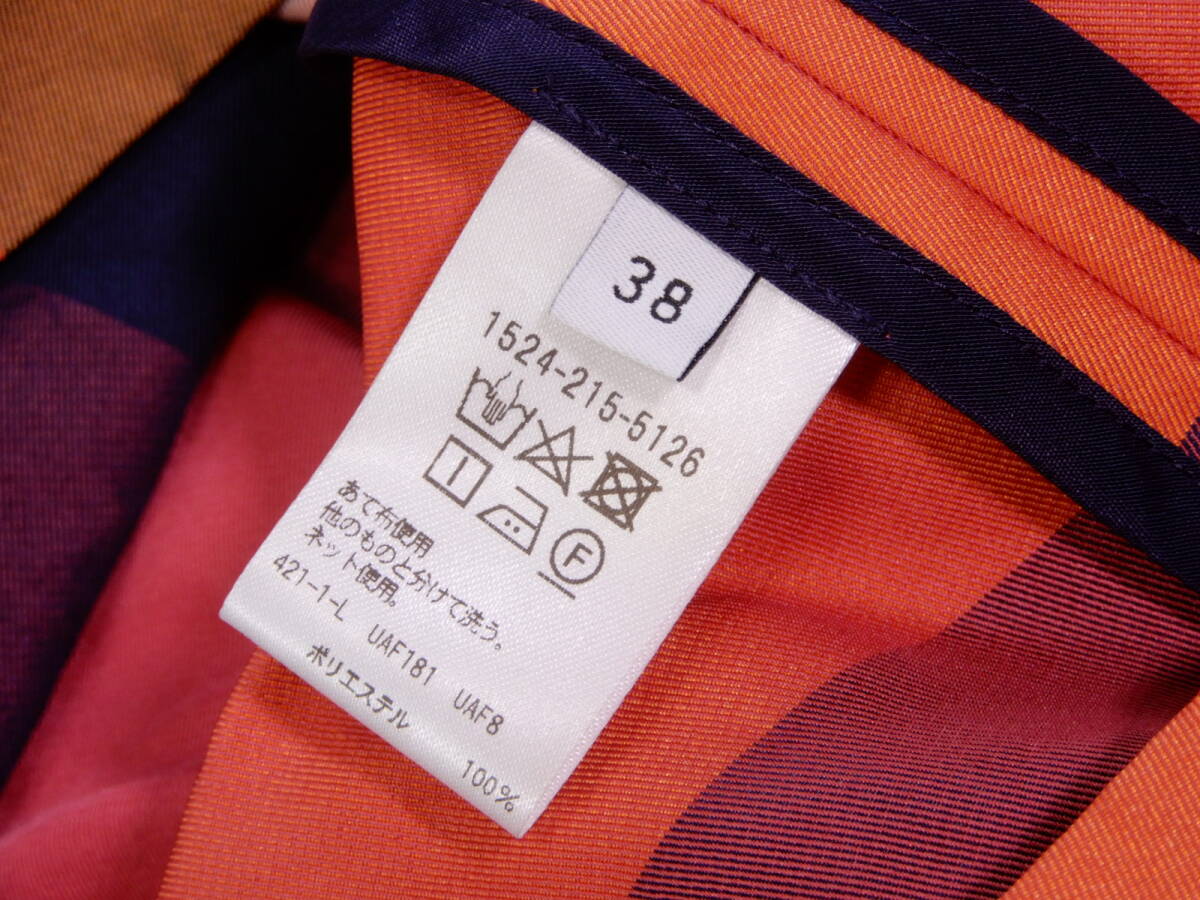 38
1524-215-5126
F
あて布使用
他のものと分けて洗う。
ネット使用。
421-1-L UAF181 UAF8
ポリエステル 100%